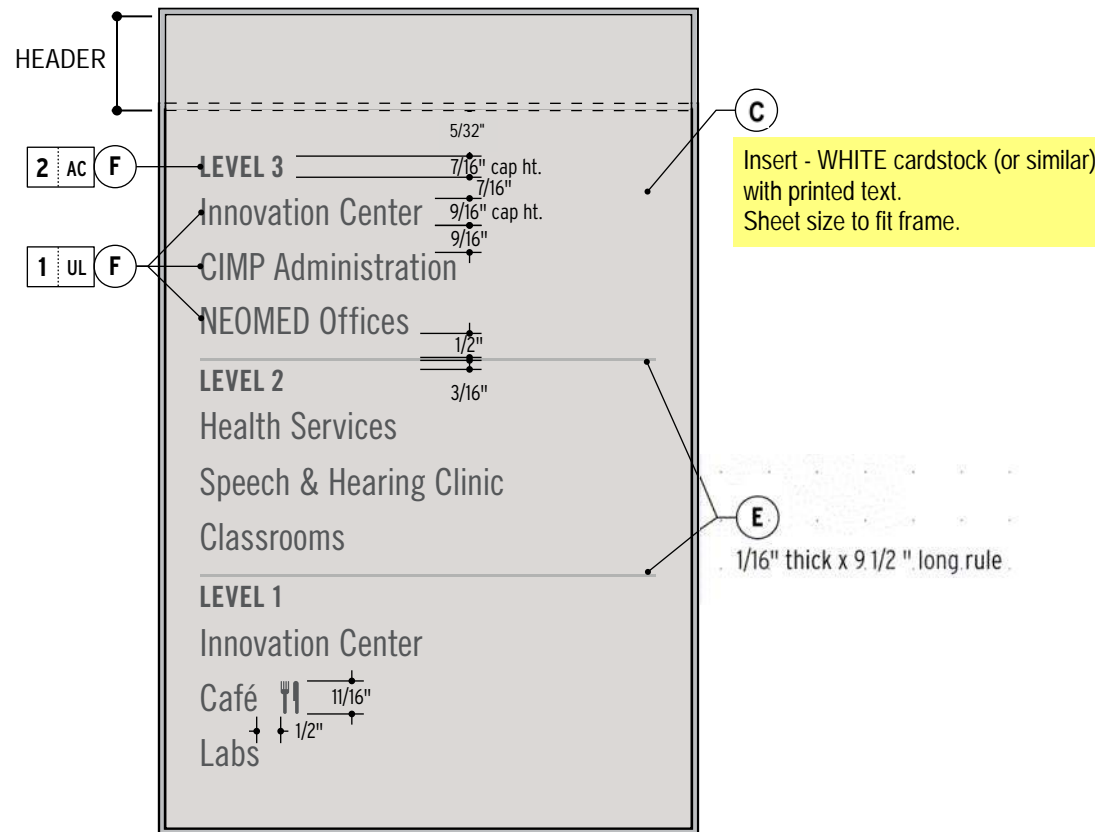 HEADER
C
Insert - WHITE cardstock (or similar)
with printed text.
Sheet size to fit frame.
5/32"
2 AC F
LEVEL 3
7/16" cap ht.
7/16"
Innovation Center
9/16" cap ht.
9/16"
1 UL F
CIMP Administration
NEOMED Offices
1/2"
LEVEL 2
3/16"
Health Services
Speech & Hearing Clinic
E
Classrooms
1/16" thick x 9 1/2 " long rule
LEVEL 1
Innovation Center
Café
11/16"
1/2"
Labs